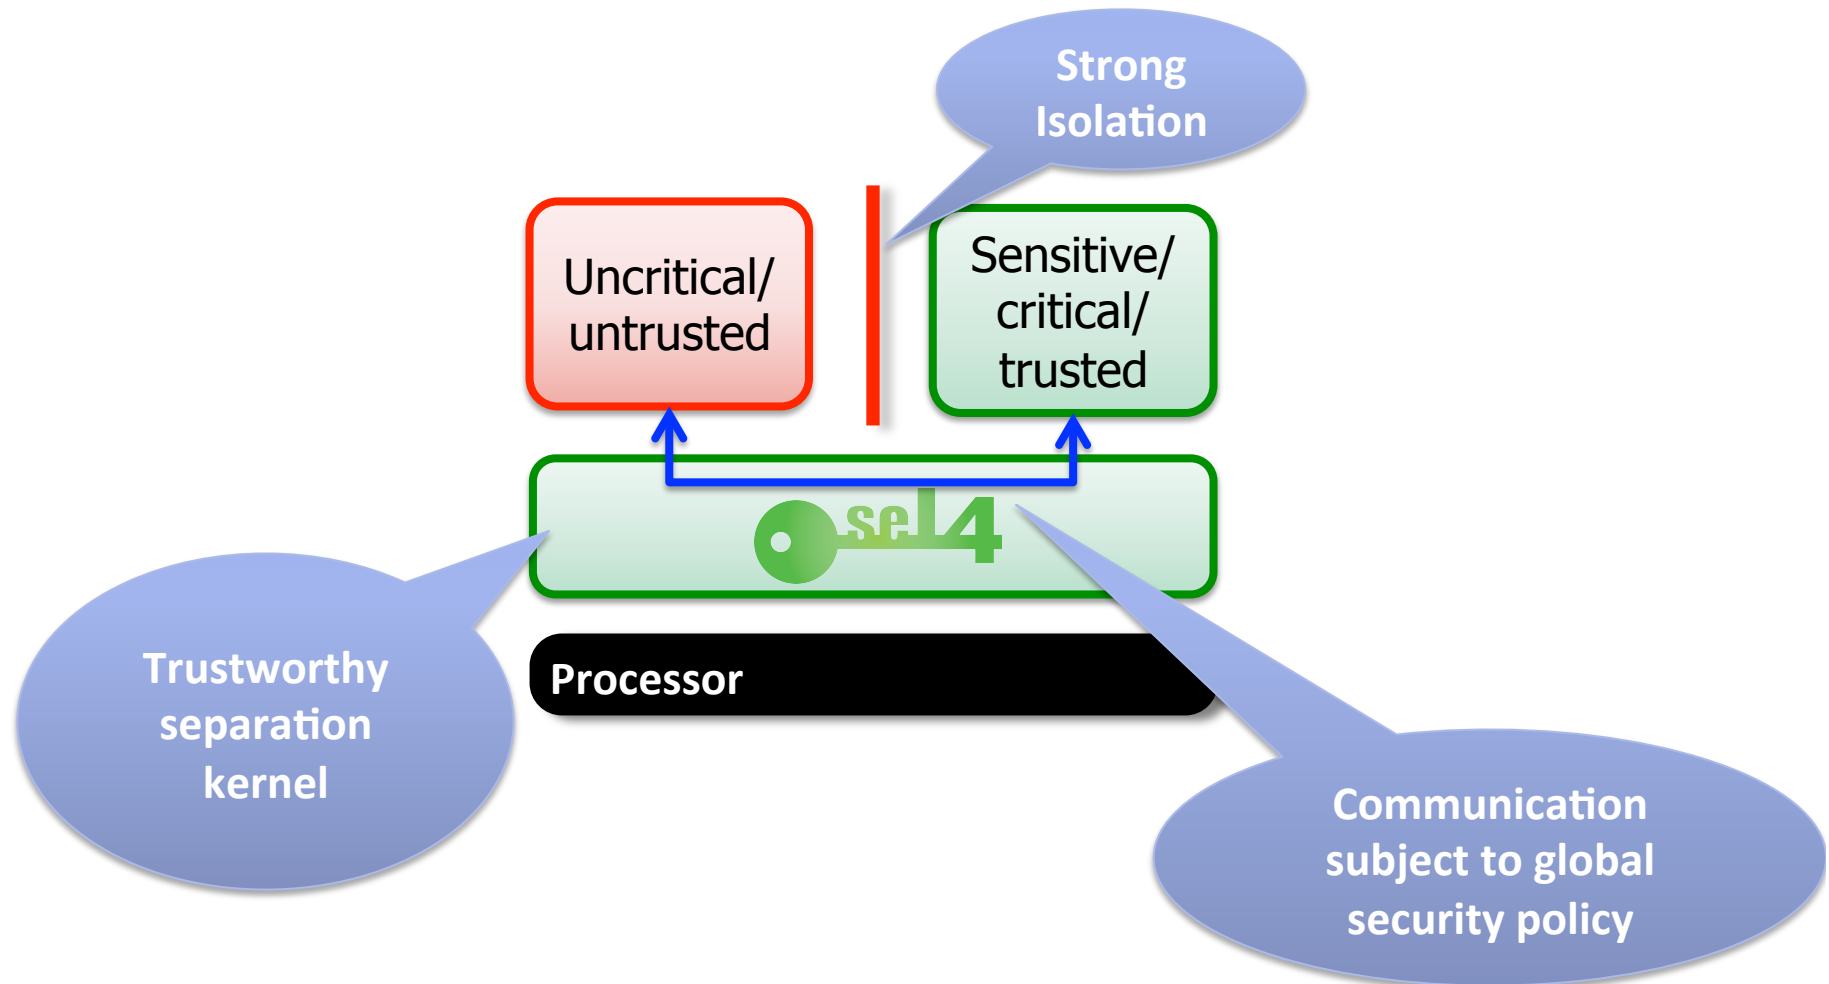 Strong
Isolation
Uncritical/
untrusted
Sensitive/
critical/
trusted
seL4
Processor
Trustworthy
separation
kernel
Communication
subject to global
security policy